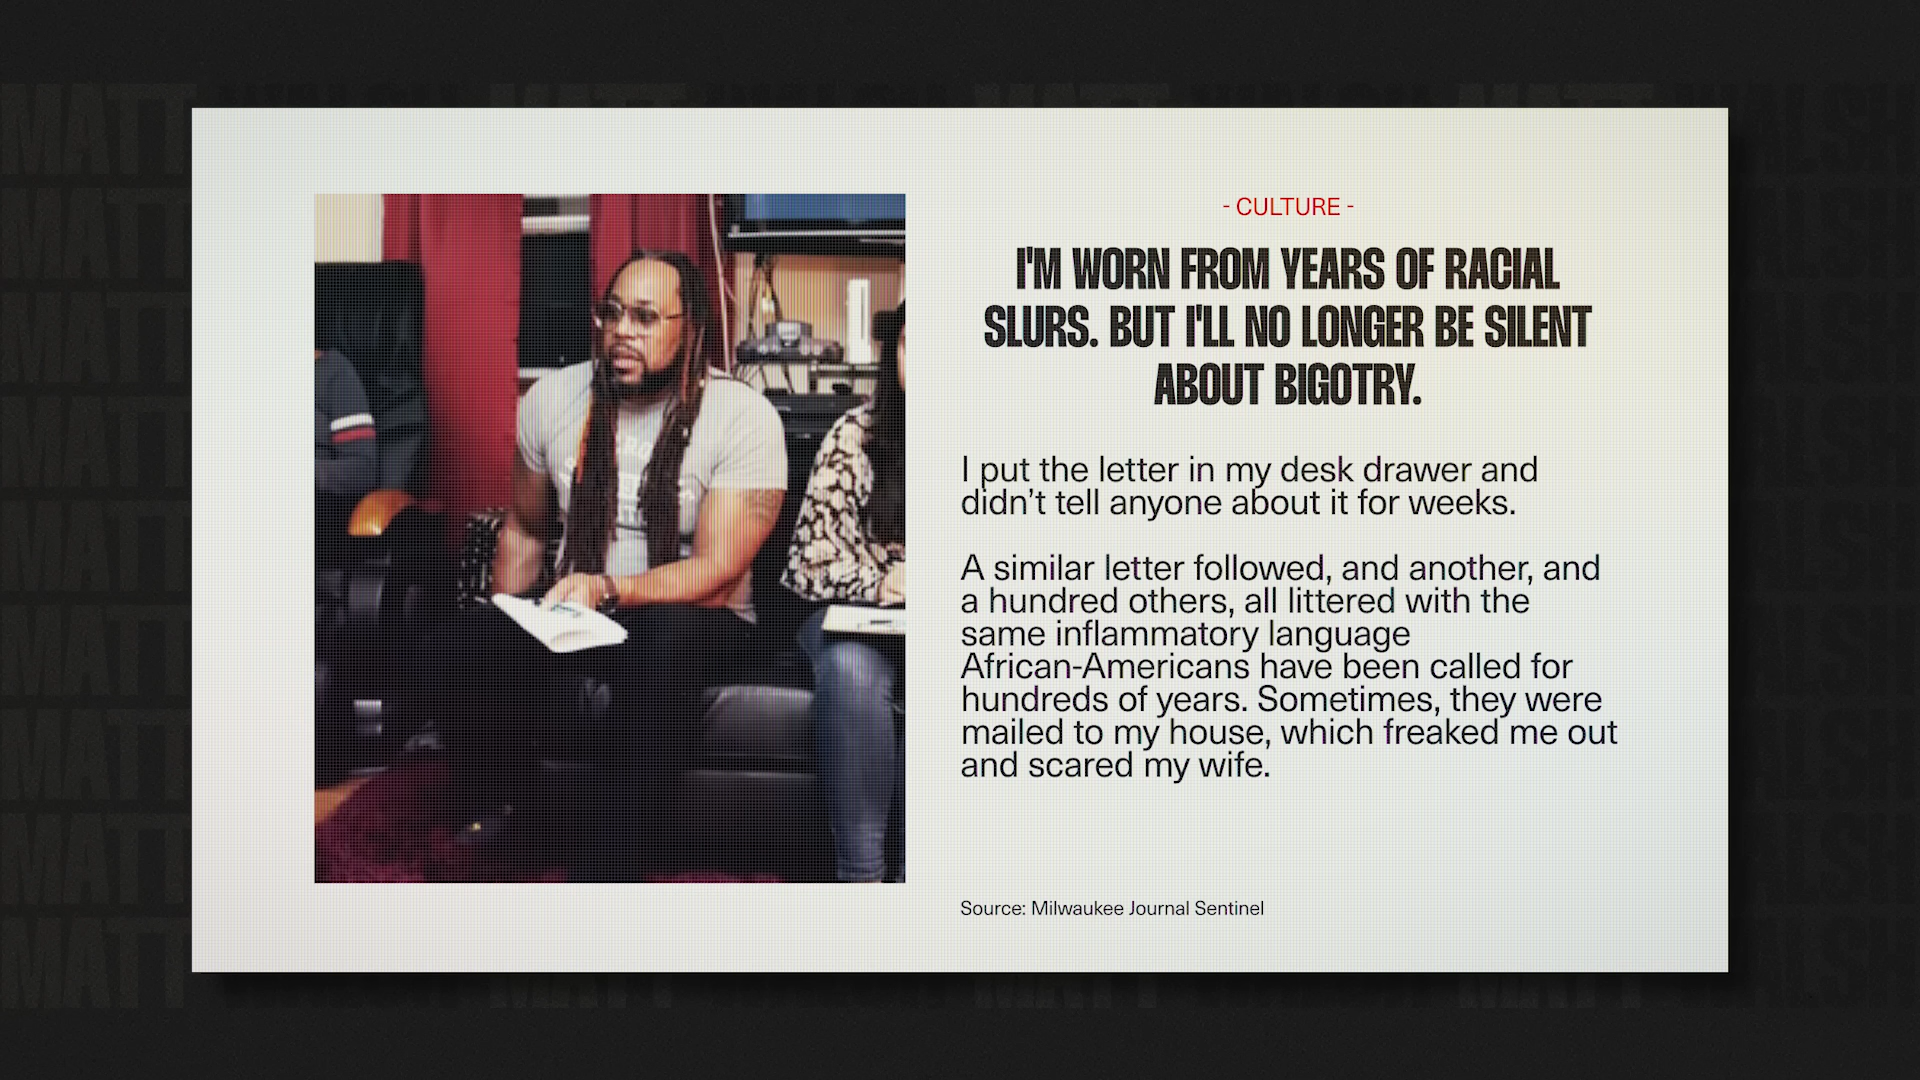 - CULTURE -
I'M WORN FROM YEARS OF RACIAL
SLURS. BUT I'LL NO LONGER BE SILENT
ABOUT BIGOTRY.
I put the letter in my desk drawer and
didn’t tell anyone about it for weeks.
A similar letter followed, and another, and
a hundred others, all littered with the
same inflammatory language
African-Americans have been called for
hundreds of years. Sometimes, they were
mailed to my house, which freaked me out
and scared my wife.
Source: Milwaukee Journal Sentinel